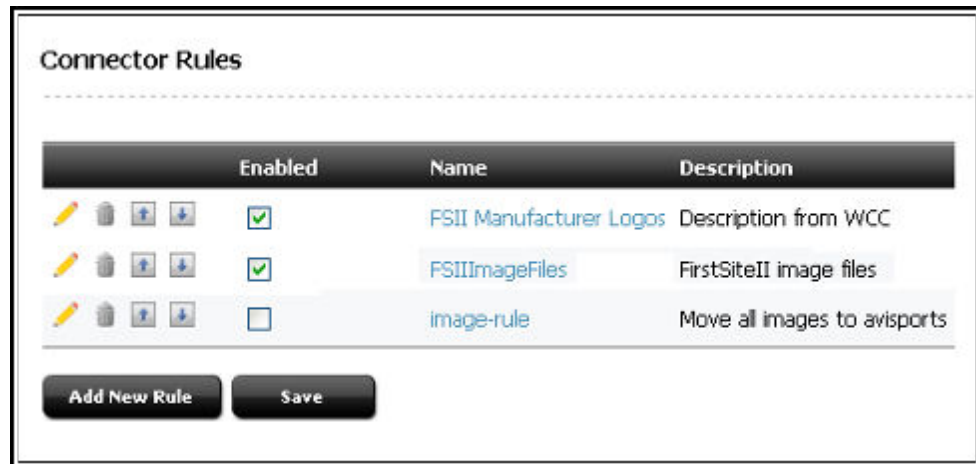 Connector Rules
Enabled Name Description
FSII Manufacturer Logos Description from WCC
FSIIImageFiles FirstSiteII image files
image-rule Move all images to avisports
Add New Rule Save